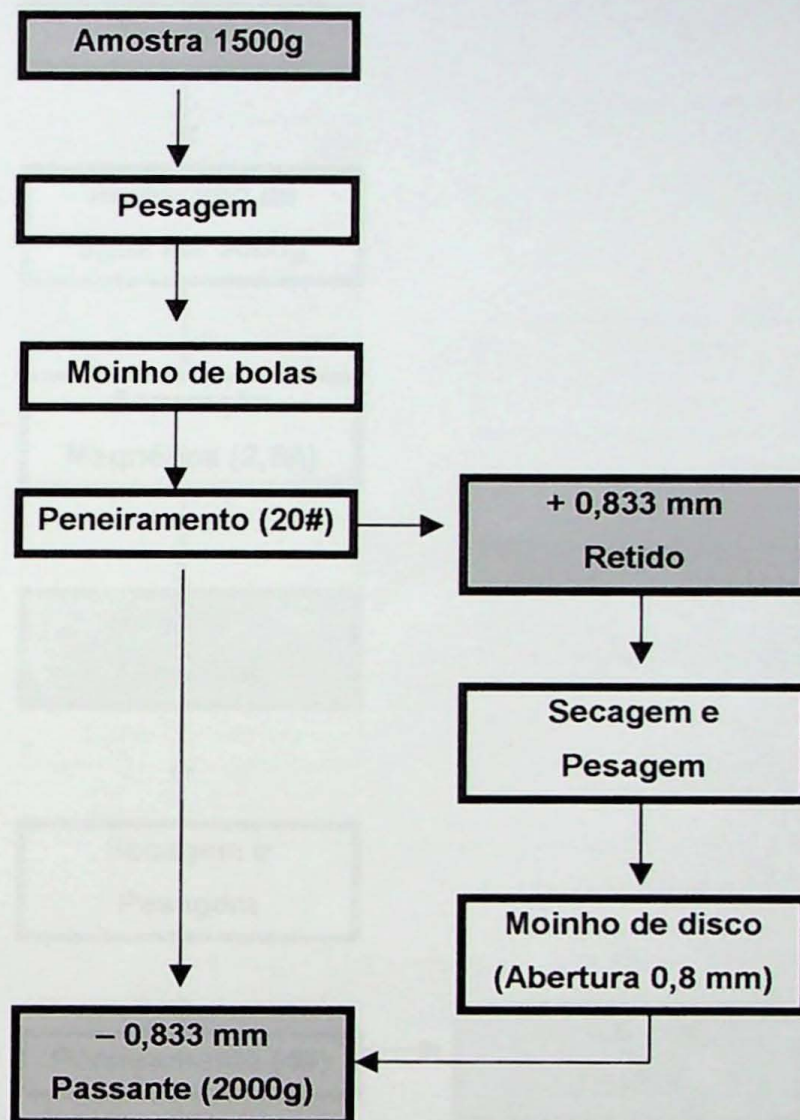 Amostra 1500g
Pesagem
Moinho de bolas
Peneiramento (20#)
+ 0,833 mm
Retido
Secagem e
Pesagem
Moinho de disco
(Abertura 0,8 mm)
– 0,833 mm
Passante (2000g)